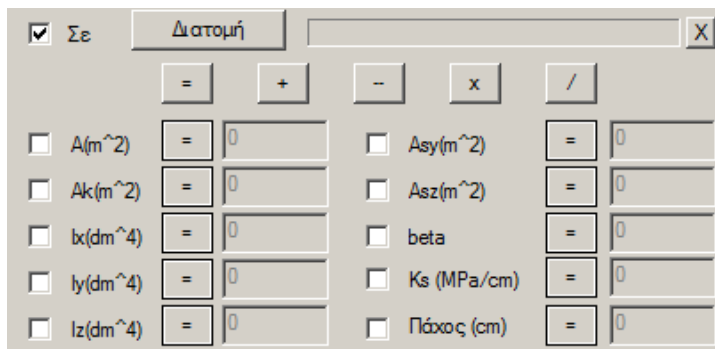 Σε Διατομή X
= + -- x /
A(m^2) = 0 Asy(m^2) = 0
Ak(m^2) = 0 Asz(m^2) = 0
Ix(dm^4) = 0 beta = 0
Iy(dm^4) = 0 Ks (MPa/cm) = 0
Iz(dm^4) = 0 Πάχος (cm) = 0